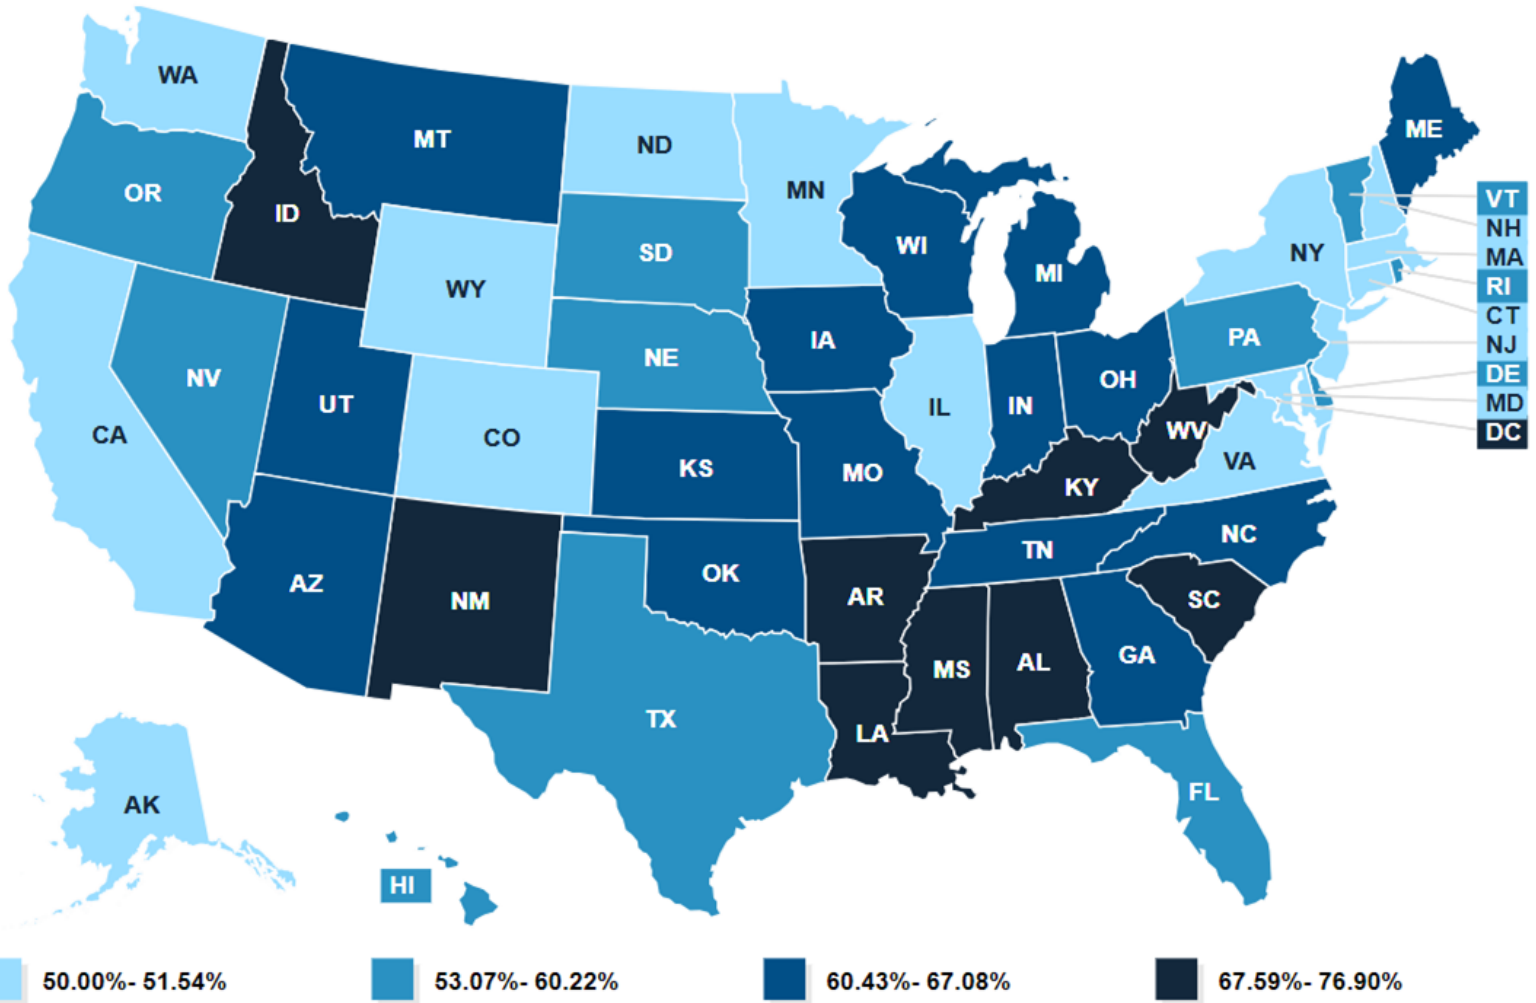 WA
MT
ND
ME
MN
OR
VT
ID
NH
WI
SD
NY
MA
MI
WY
RI
CT
PA
IA
NJ
NE
DE
NV
OH
UT
MD
IN
IL
WV
DC
CA
CO
VA
KS
MO
KY
NC
TN
OK
AZ
AR
SC
NM
GA
AL
MS
TX
LA
FL
AK
HI
50.00%- 51.54%
53.07%- 60.22%
60.43%- 67.08%
67.59%- 76.90%